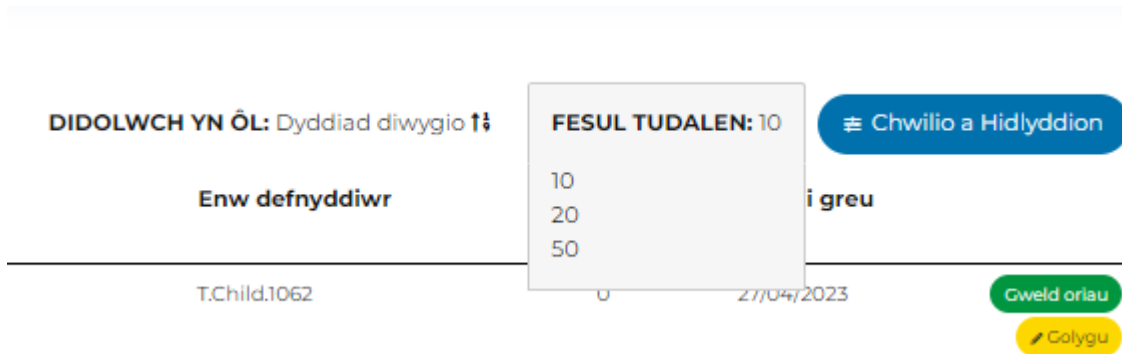 DIDOLWCH YN ÔL: Dyddiad diwygio
FESUL TUDALEN: 10
Chwilio a Hidlyddion
10
20
50
Enw defnyddiwr
i greu
T.Child.1062
27/04/2023
Gweld oriau
Golygu